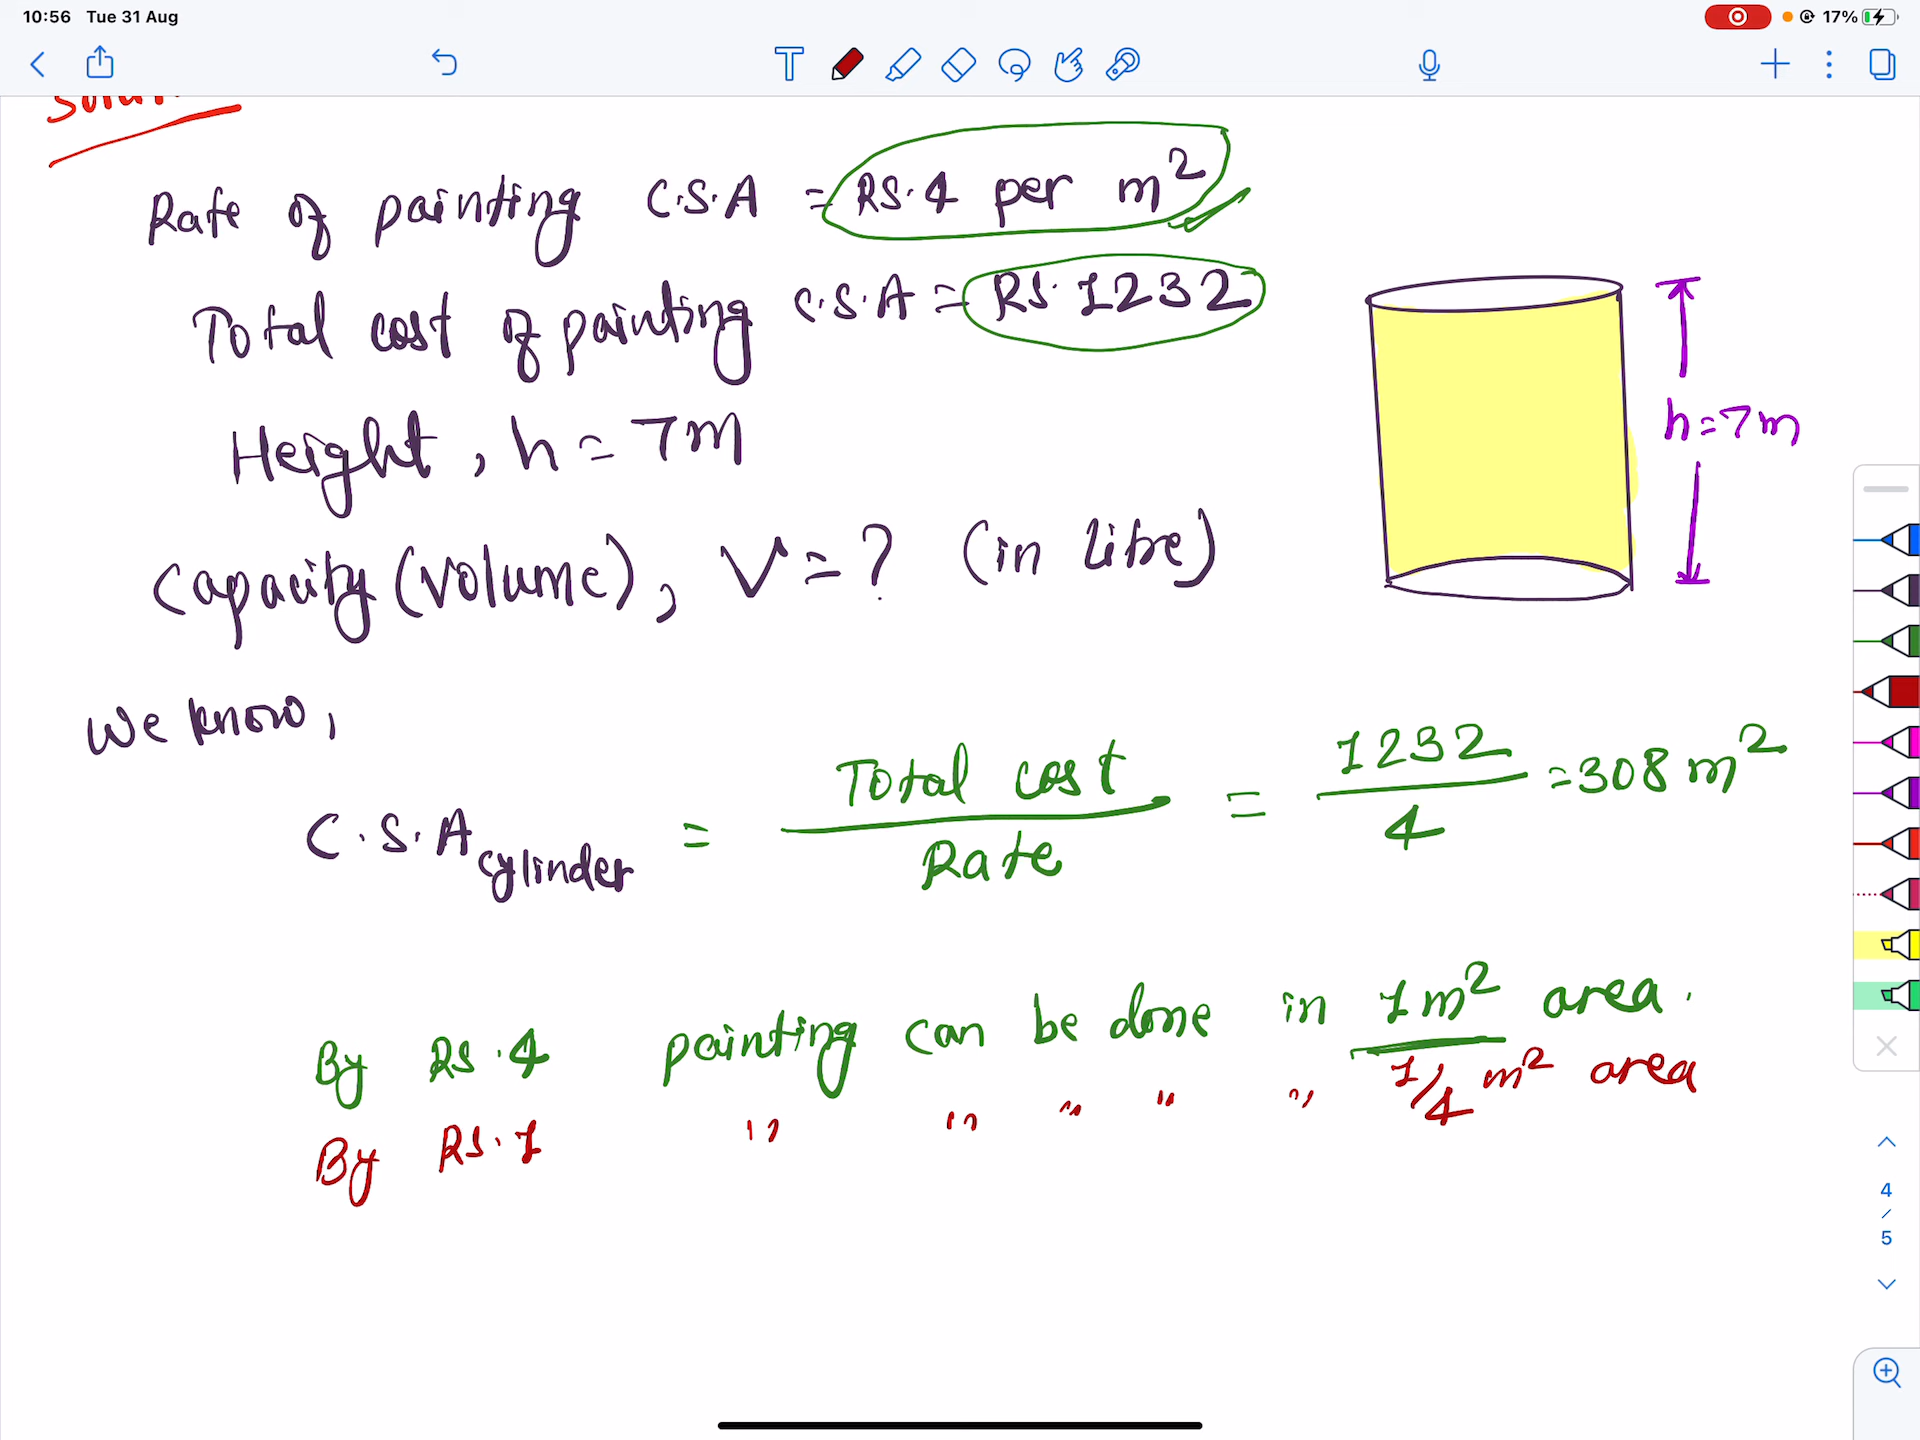 10:56 Tue 31 Aug
17%
T
Rate of painting C.S.A = RS.4 per m²
Total cost of painting C.S.A = RS.1232
Height, h = 7m
h=7m
Capacity (volume), V = ? (in litre)
We know,
C.S.A cylinder = Total cost / Rate = 1232 / 4 = 308 m²
By RS.4 painting can be done in 1m² area.
By RS.1 " " " " " 1/4 m² area
4
/
5